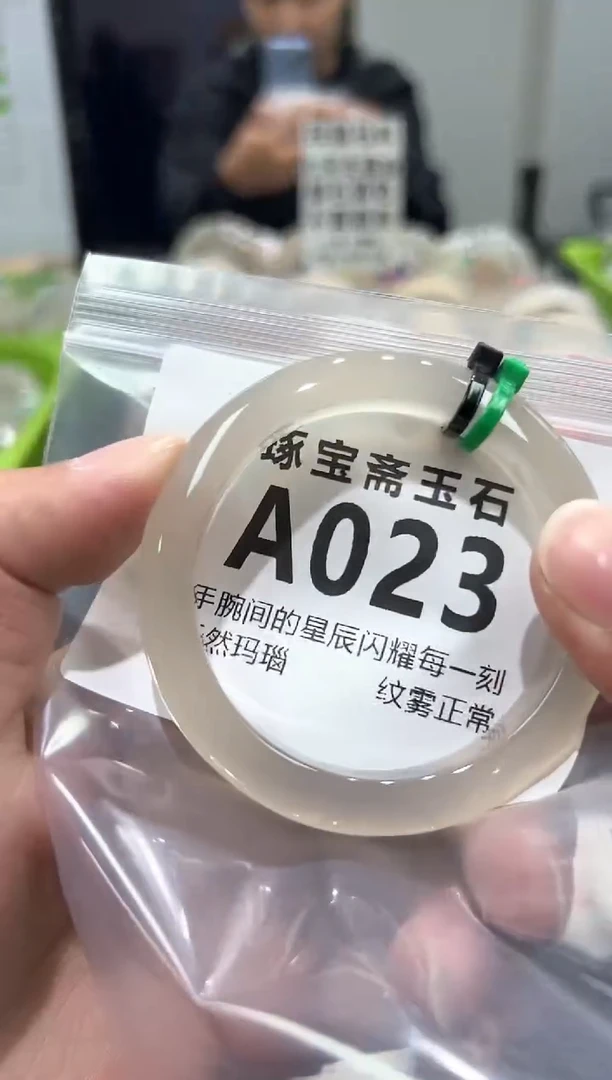 琢宝斋玉石
A023
手腕间的星辰闪耀每一刻
天然玛瑙 纹雾正常